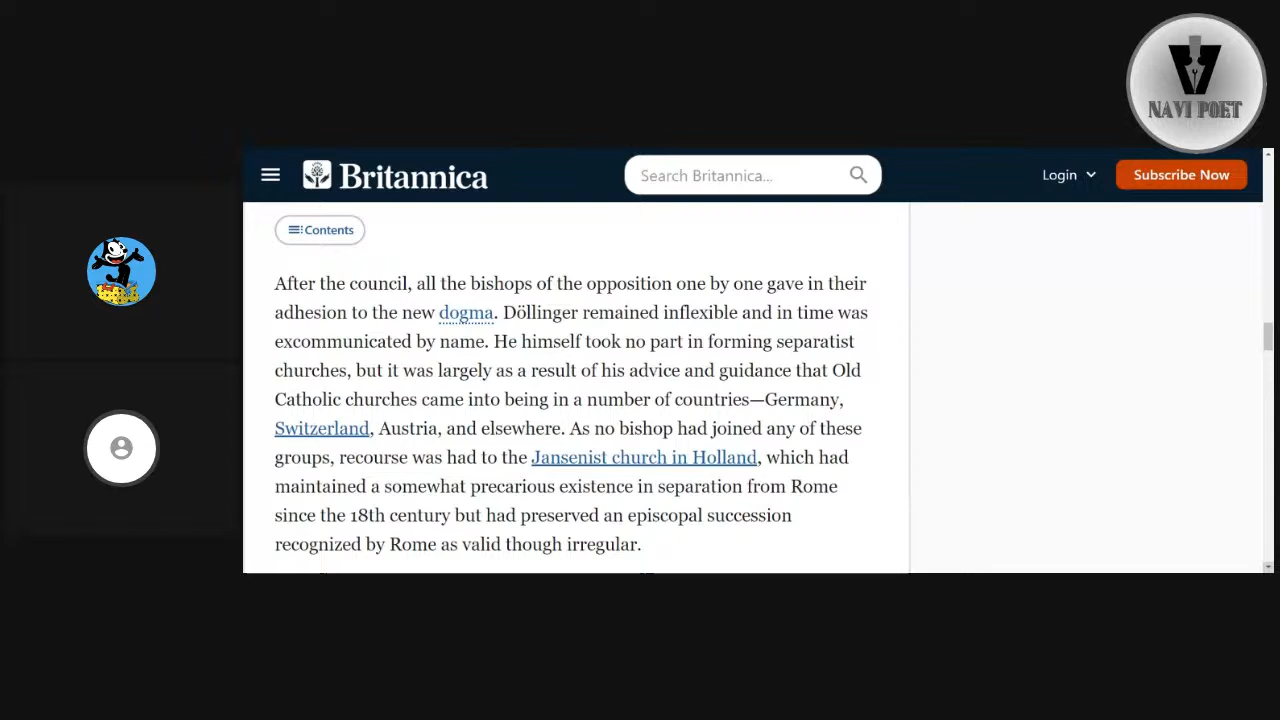 NAVI POET
Britannica
Search Britannica...
Login
Subscribe Now
Contents
After the council, all the bishops of the opposition one by one gave in their
adhesion to the new dogma. Döllinger remained inflexible and in time was
excommunicated by name. He himself took no part in forming separatist
churches, but it was largely as a result of his advice and guidance that Old
Catholic churches came into being in a number of countries—Germany,
Switzerland, Austria, and elsewhere. As no bishop had joined any of these
groups, recourse was had to the Jansenist church in Holland, which had
maintained a somewhat precarious existence in separation from Rome
since the 18th century but had preserved an episcopal succession
recognized by Rome as valid though irregular.